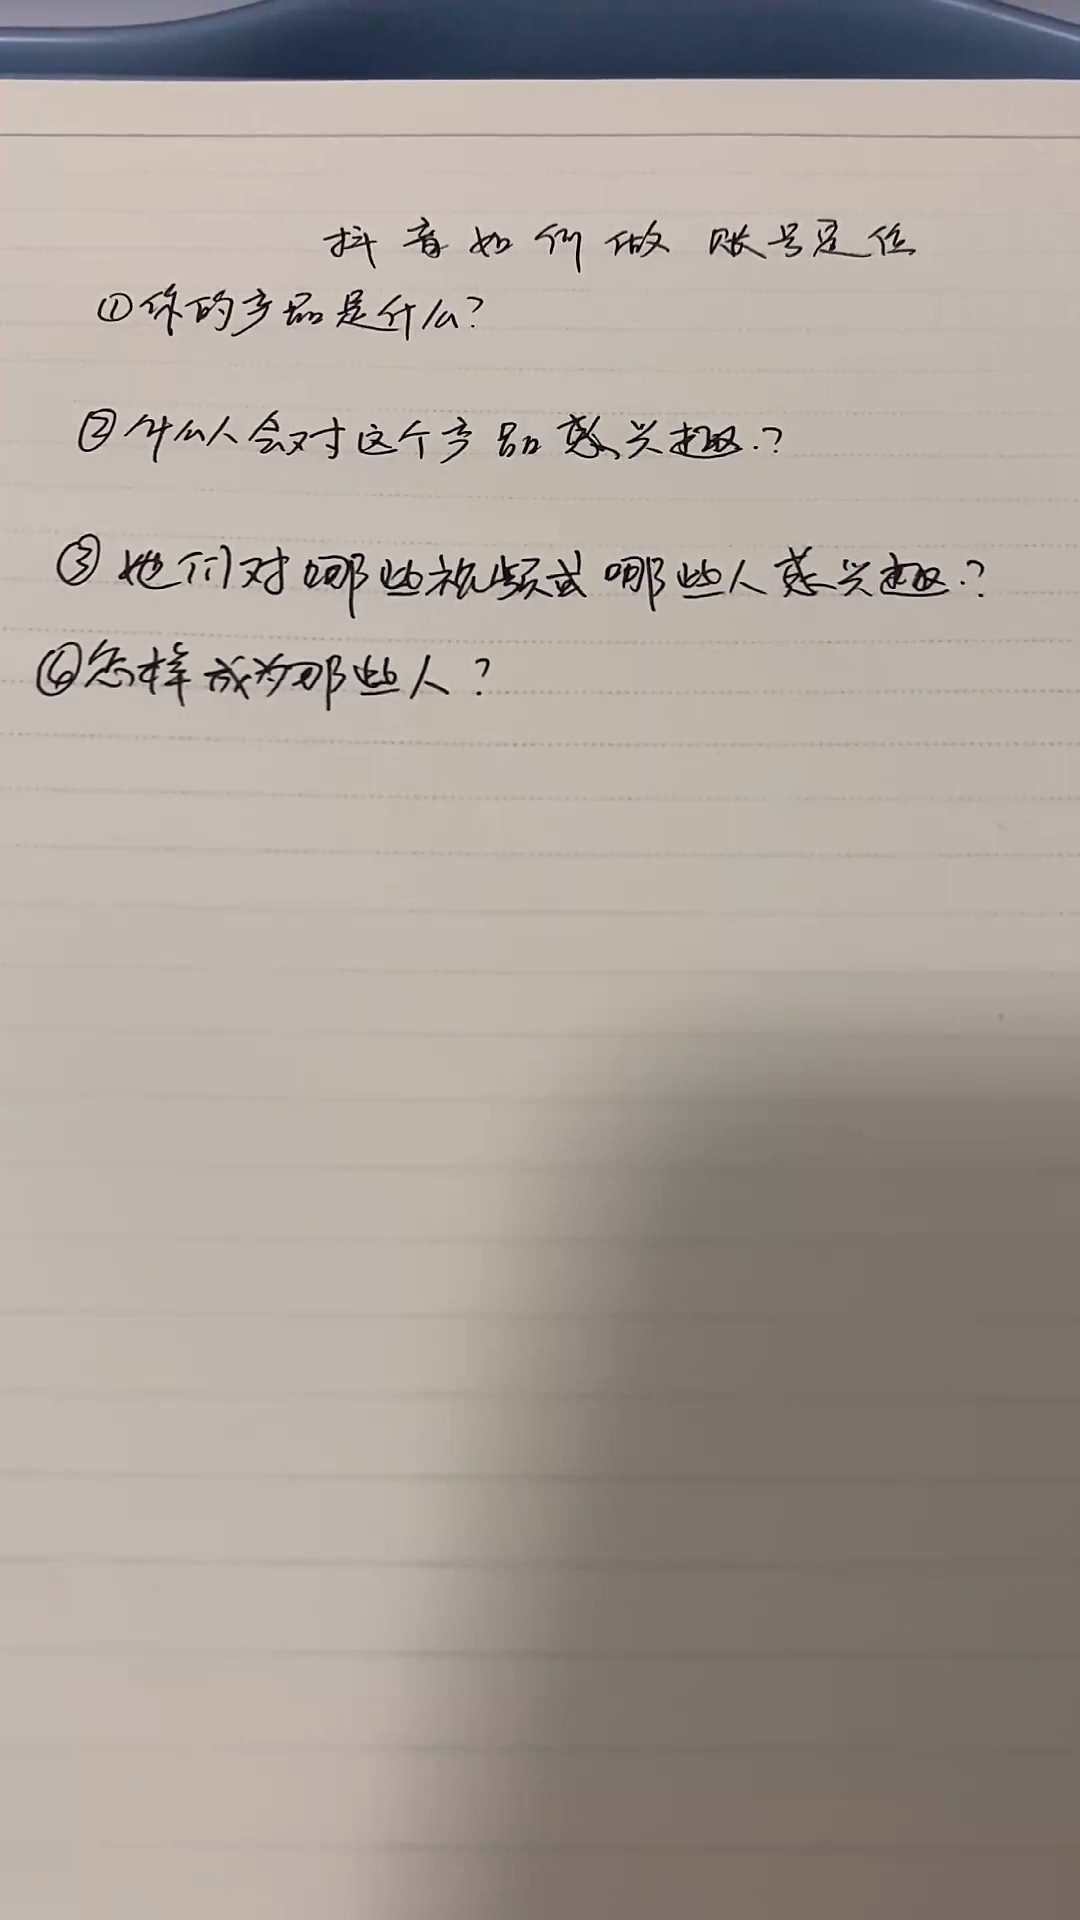 抖音如何做账号定位
①你的产品是什么?
②什么人会对这个产品感兴趣.?
③她们对哪些视频或哪些人感兴趣.?
④怎样成为那些人?